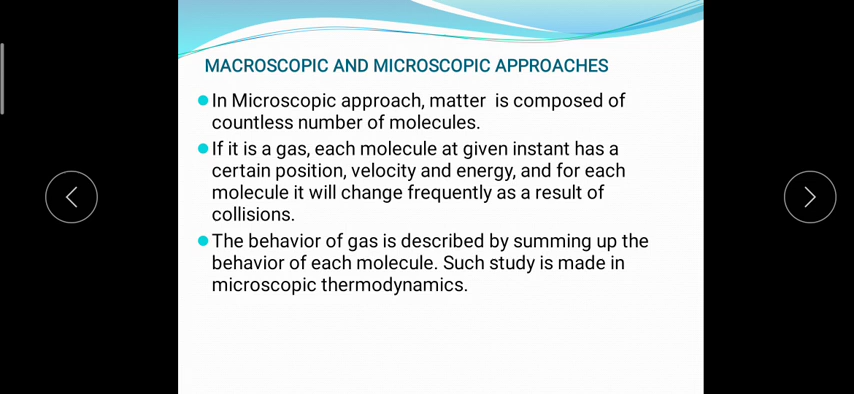 MACROSCOPIC AND MICROSCOPIC APPROACHES
In Microscopic approach, matter is composed of
countless number of molecules.
If it is a gas, each molecule at given instant has a
certain position, velocity and energy, and for each
molecule it will change frequently as a result of
collisions.
The behavior of gas is described by summing up the
behavior of each molecule. Such study is made in
microscopic thermodynamics.